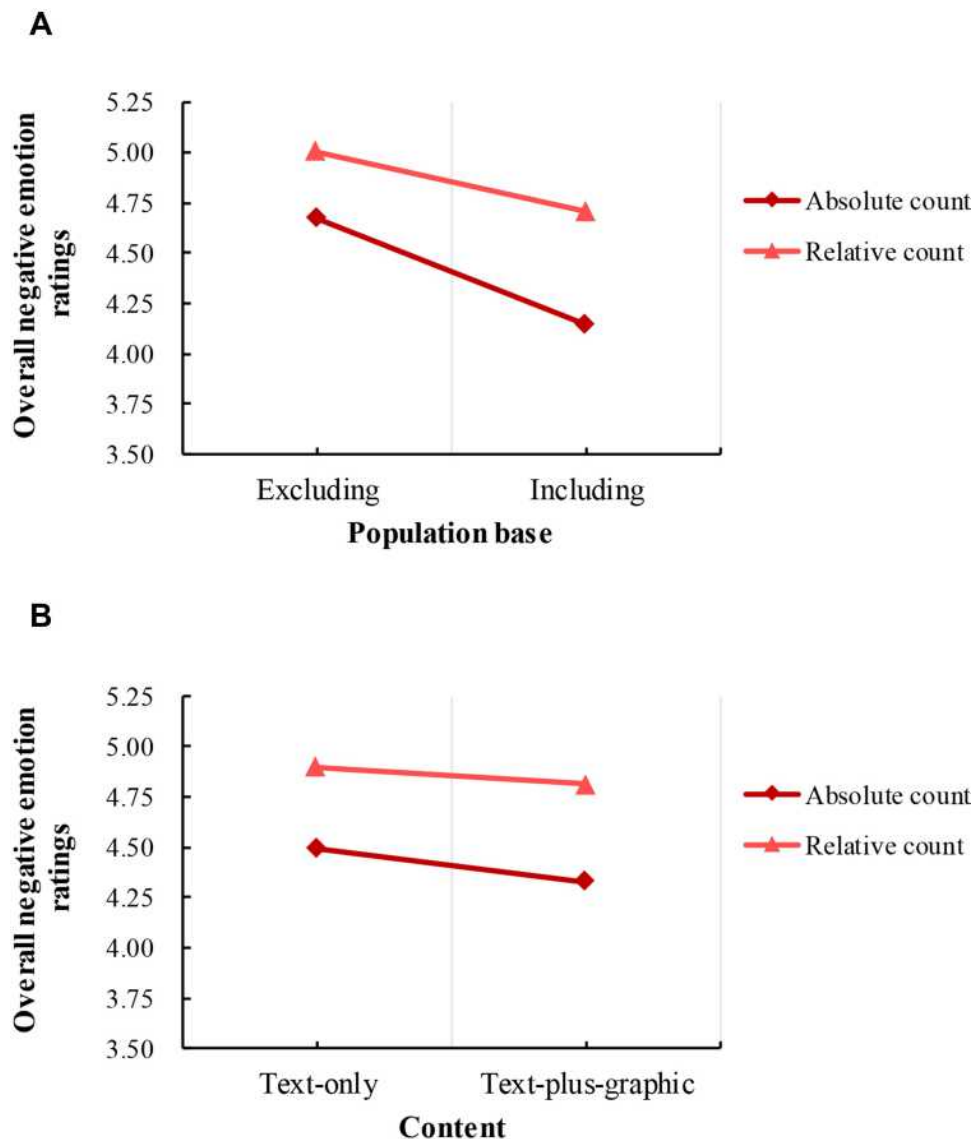 A
Overall negative emotion
ratings
5.25
5.00
4.75
4.50
4.25
4.00
3.75
3.50
Excluding
Including
Population base
Absolute count
Relative count
B
Overall negative emotion
ratings
5.25
5.00
4.75
4.50
4.25
4.00
3.75
3.50
Text-only
Text-plus-graphic
Content
Absolute count
Relative count